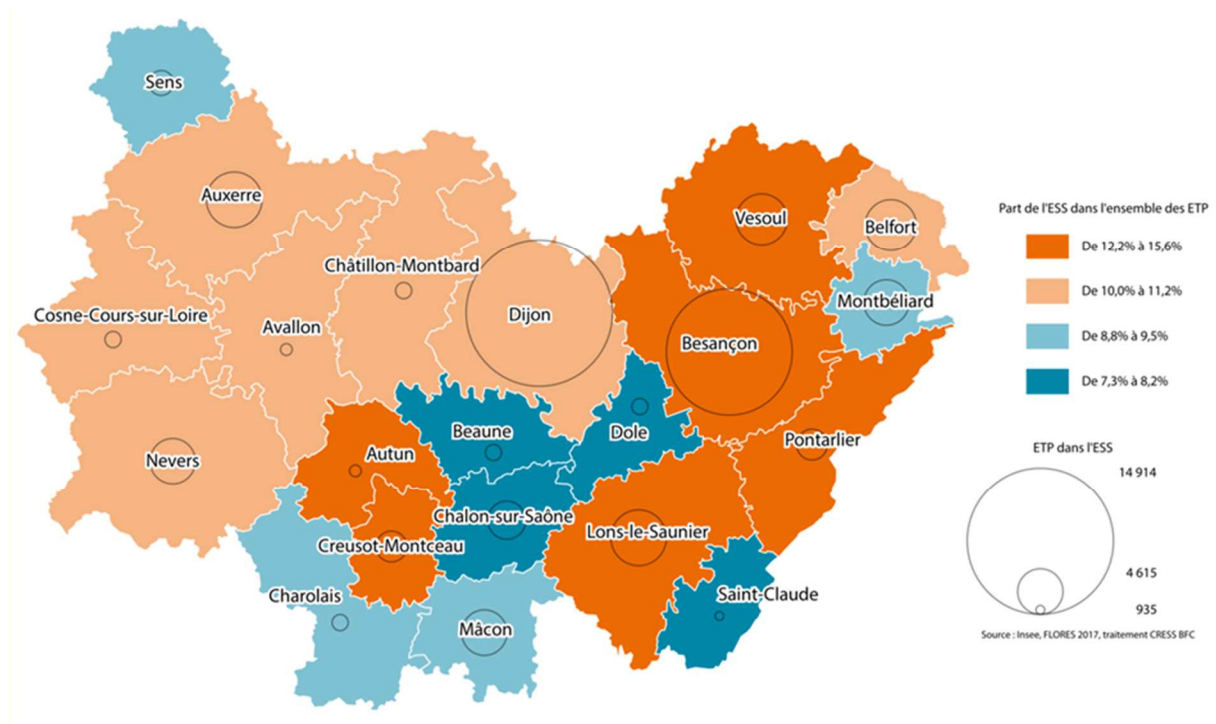 Sens
Auxerre
Vesoul
Belfort
Châtillon-Montbard
Montbéliard
Cosne-Cours-sur-Loire
Avallon
Dijon
Besançon
Beaune
Dole
Pontarlier
Nevers
Autun
Chalon-sur-Saône
Lons-le-Saunier
Creusot-Montceau
Charolais
Saint-Claude
Mâcon
Part de l'ESS dans l'ensemble des ETP
De 12,2% à 15,6%
De 10,0% à 11,2%
De 8,8% à 9,5%
De 7,3% à 8,2%
ETP dans l'ESS
14 914
4 615
935
Source : Insee, FLORES 2017, traitement CRESS BFC